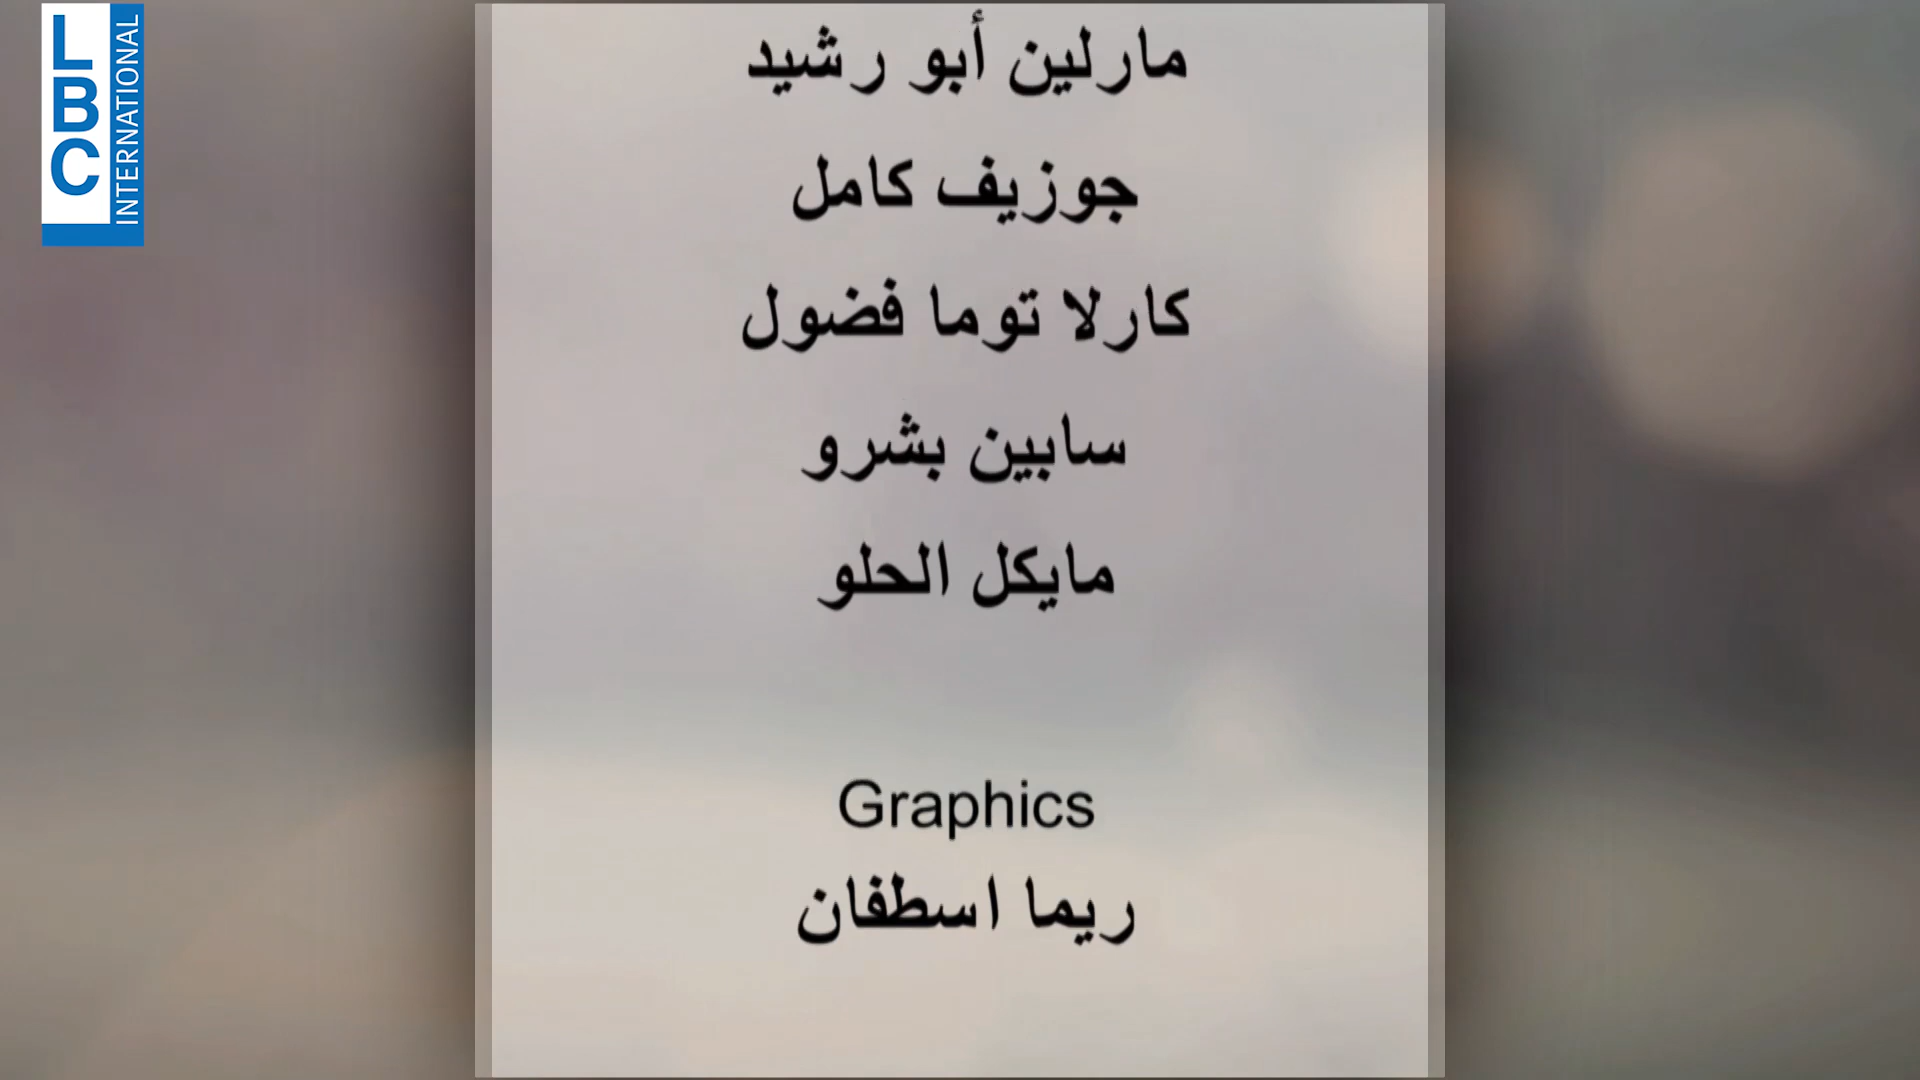 LBC
INTERNATIONAL
مارلين أبو رشيد
جوزيف كامل
كارلا توما فضول
سابين بشرو
مايكل الحلو
Graphics
ريما اسطفان